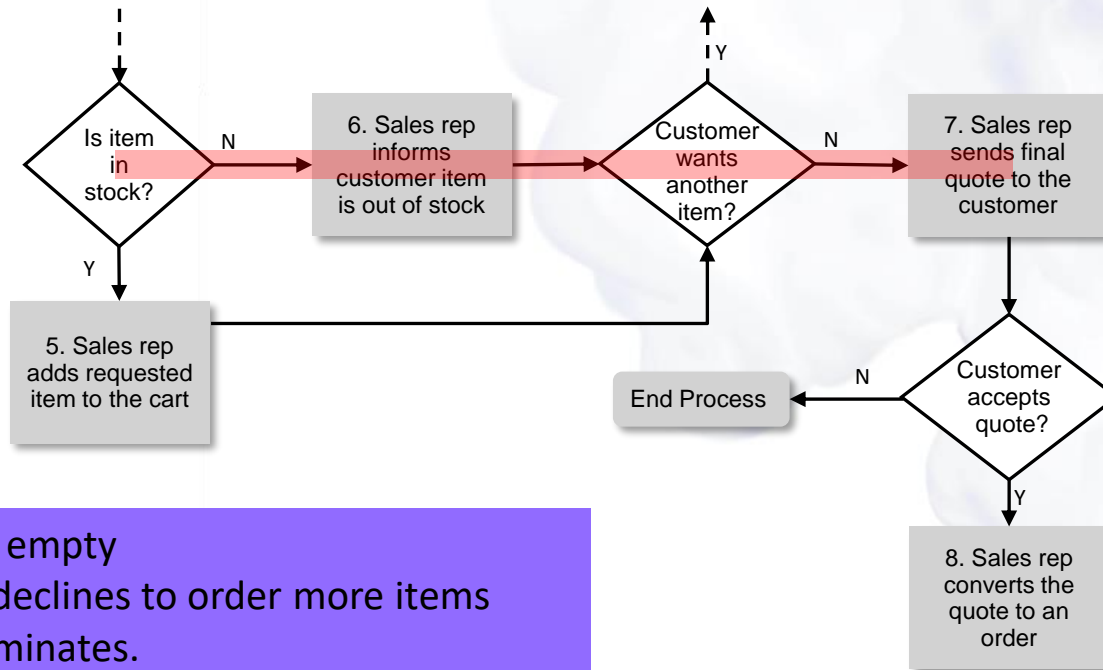 Y
Is item
in
stock?
N
6. Sales rep
informs
customer item
is out of stock
Customer
wants
another
item?
N
7. Sales rep
sends final
quote to the
customer
Y
5. Sales rep
adds requested
item to the cart
End Process
N
Customer
accepts
quote?
Y
8. Sales rep
converts the
quote to an
order
empty
declines to order more items
minates.